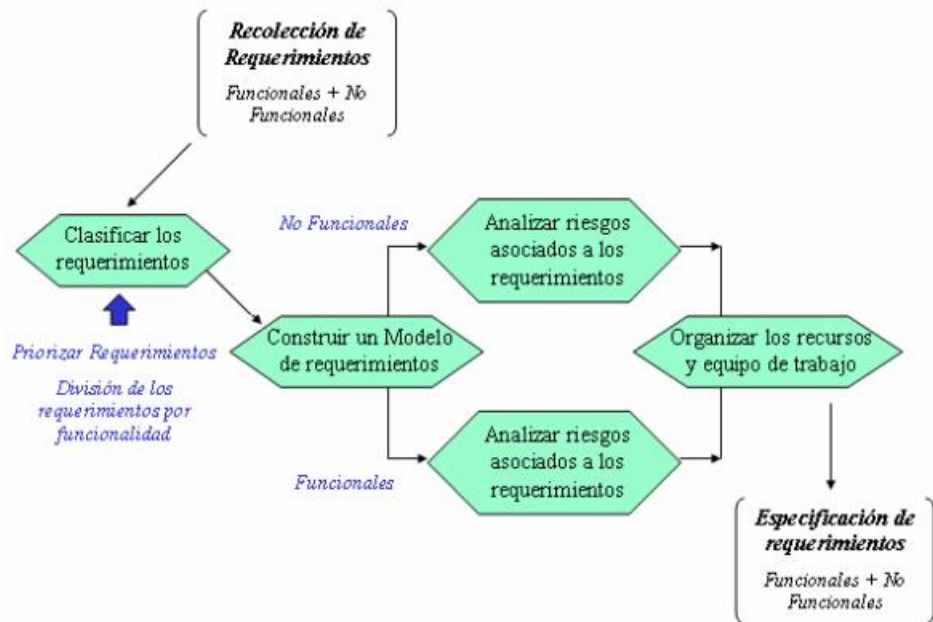 Recolección de
Requerimientos
Funcionales + No
Funcionales
Clasificar los
requerimientos
Priorizar Requerimientos
División de los
requerimientos por
funcionalidad
Construir un Modelo
de requerimientos
No Funcionales
Analizar riesgos
asociados a los
requerimientos
Funcionales
Analizar riesgos
asociados a los
requerimientos
Organizar los recursos
y equipo de trabajo
Especificación de
requerimientos
Funcionales + No
Funcionales